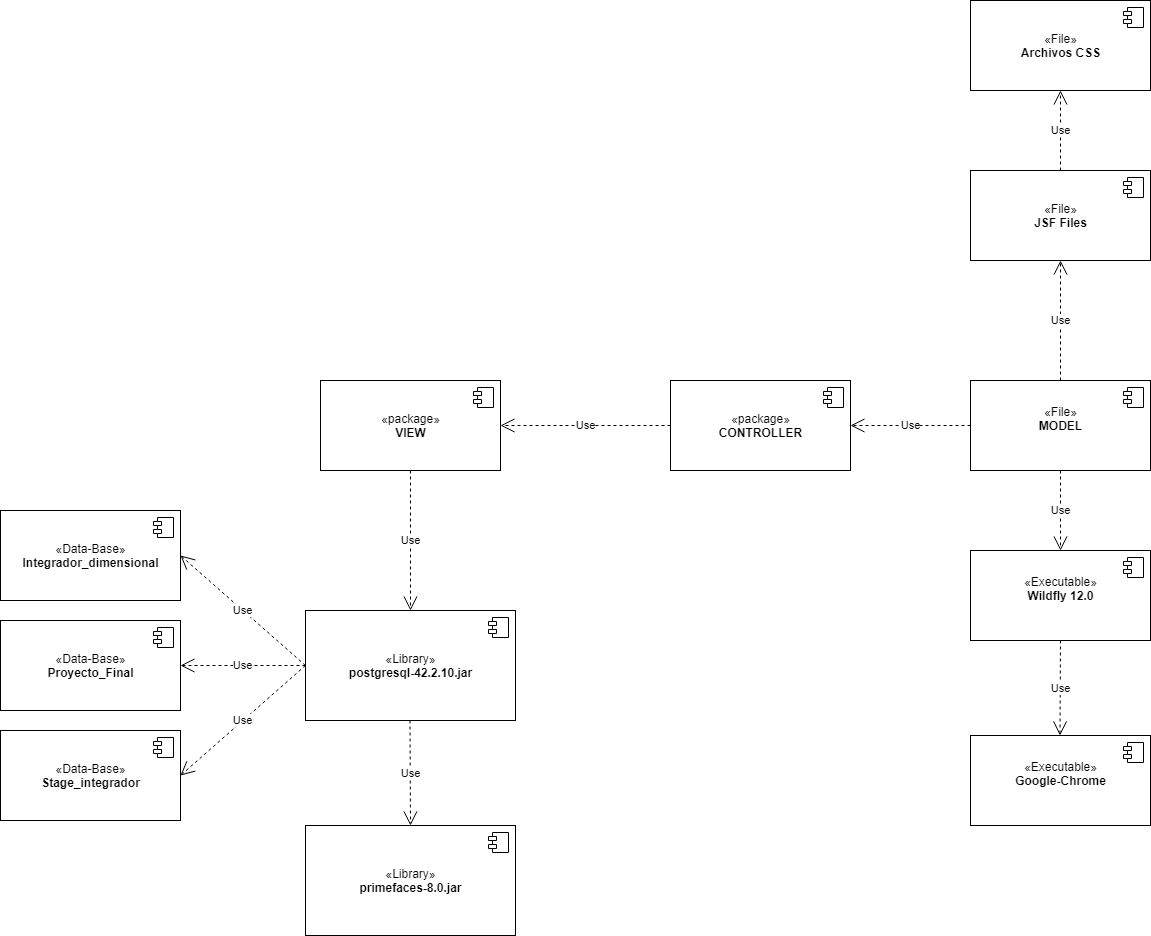 «File»
Archivos CSS
Use
«File»
JSF Files
Use
«package»
VIEW
Use
«package»
CONTROLLER
Use
«File»
MODEL
Use
Use
«Data-Base»
Integrador_dimensional
Use
«Executable»
Wildfly 12.0
«Data-Base»
Proyecto_Final
Use
«Library»
postgresql-42.2.10.jar
Use
Use
«Data-Base»
Stage_integrador
Use
«Executable»
Google-Chrome
«Library»
primefaces-8.0.jar